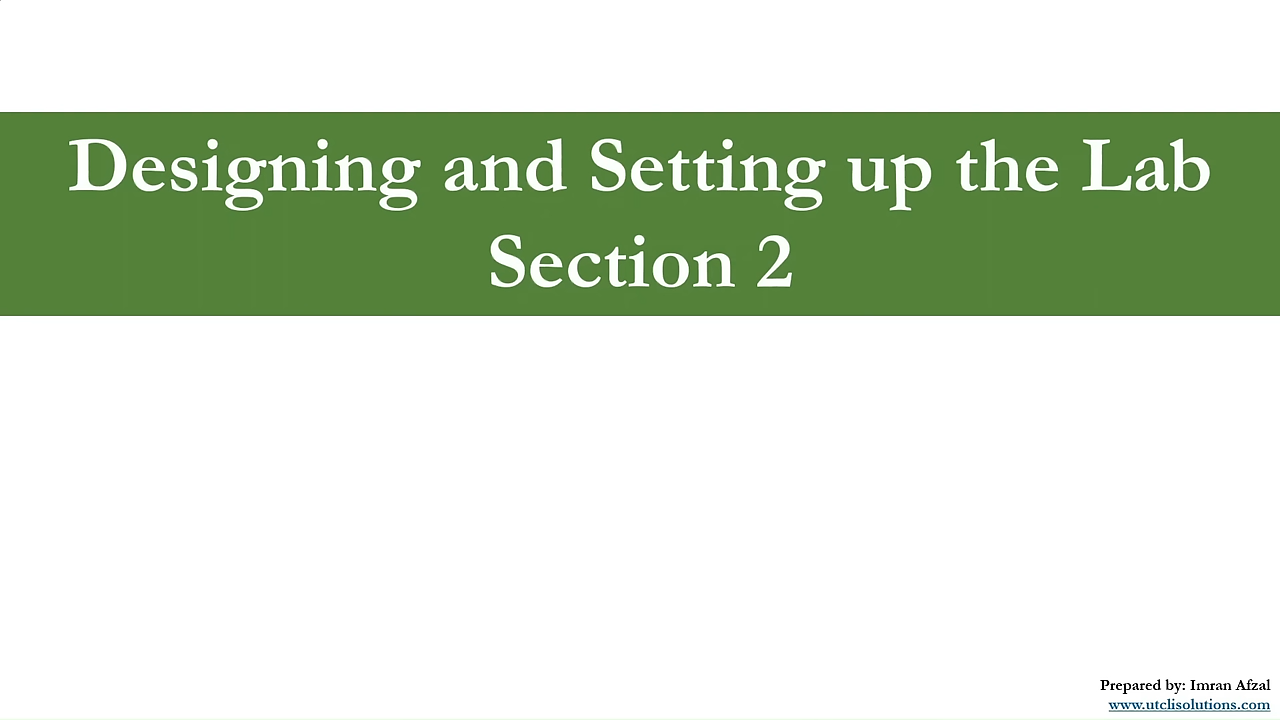 Designing and Setting up the Lab
Section 2
Prepared by: Imran Afzal
www.utclisolutions.com